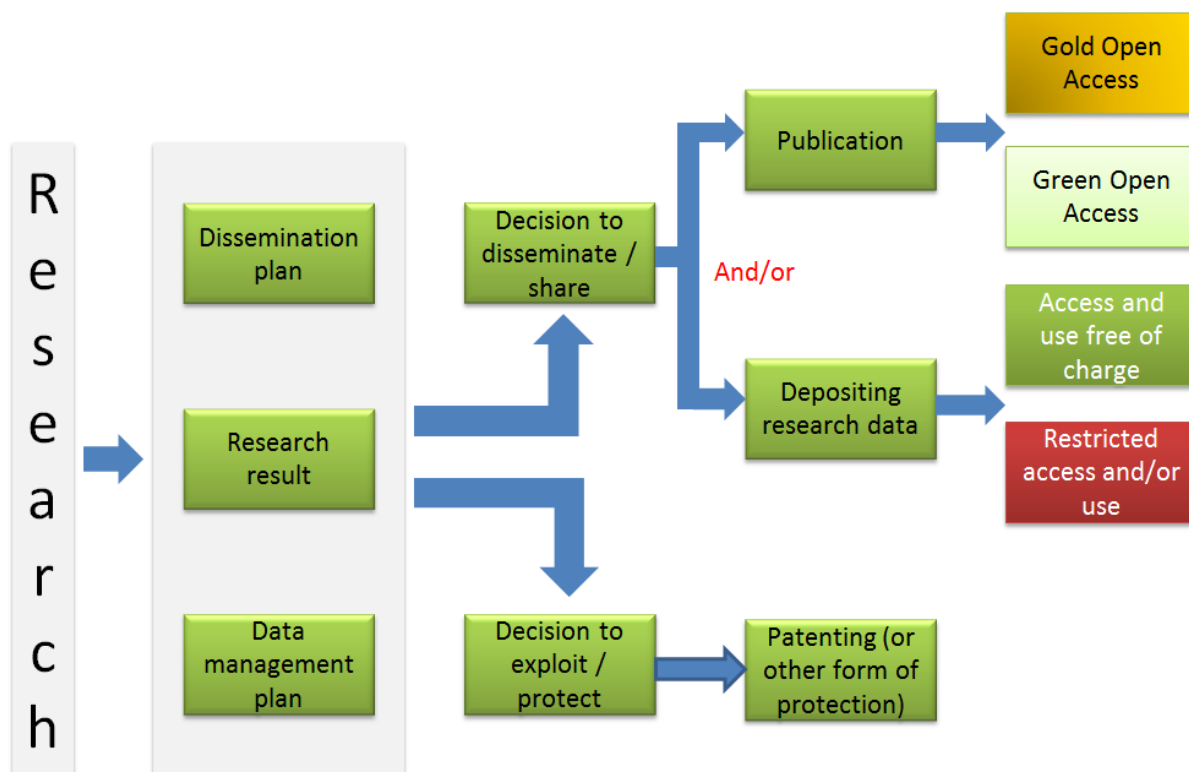 Research
Dissemination
plan
Research
result
Data
management
plan
Decision to
disseminate /
share
Decision to
exploit /
protect
And/or
Publication
Depositing
research data
Patenting (or
other form of
protection)
Gold Open
Access
Green Open
Access
Access and
use free of
charge
Restricted
access and/or
use